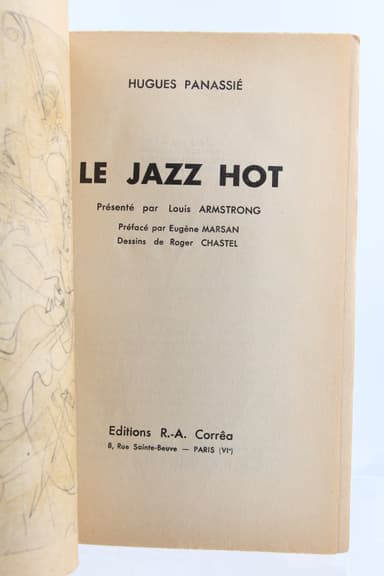 HUGUES PANASSIÉ
LE JAZZ HOT
Présenté par Louis ARMSTRONG
Préfacé par Eugène MARSAN
Dessins de Roger CHASTEL
Editions R.-A. Corrêa
8, Rue Sainte-Beuve — PARIS (VIᵉ)